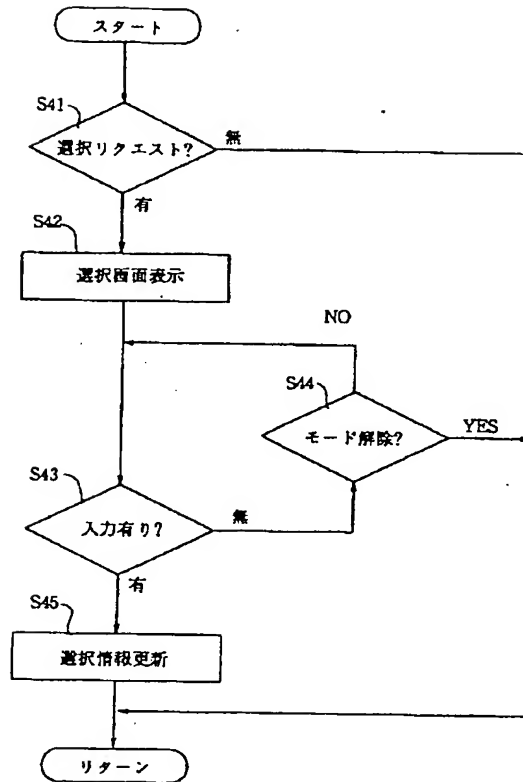 スタート
S41
選択リクエスト?
無
有
S42
選択画面表示
NO
S44
モード解除?
YES
S43
入力有り?
無
有
S45
選択情報更新
リターン